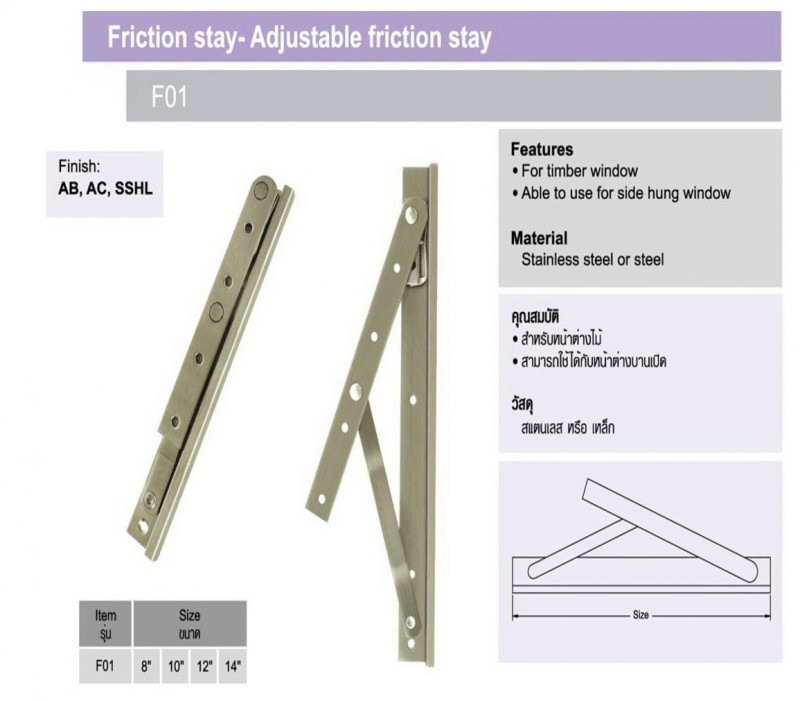 Friction stay- Adjustable friction stay
F01
Finish:
AB, AC, SSHL
Features
• For timber window
• Able to use for side hung window
Material
Stainless steel or steel
คุณสมบัติ
• สำหรับหน้าต่างไม้
• สามารถใช้ได้กับหน้าต่างบานเปิด
วัสดุ
สแตนเลส หรือ เหล็ก
Size
Item Size
รุ่น ขนาด
F01 8" 10" 12" 14"